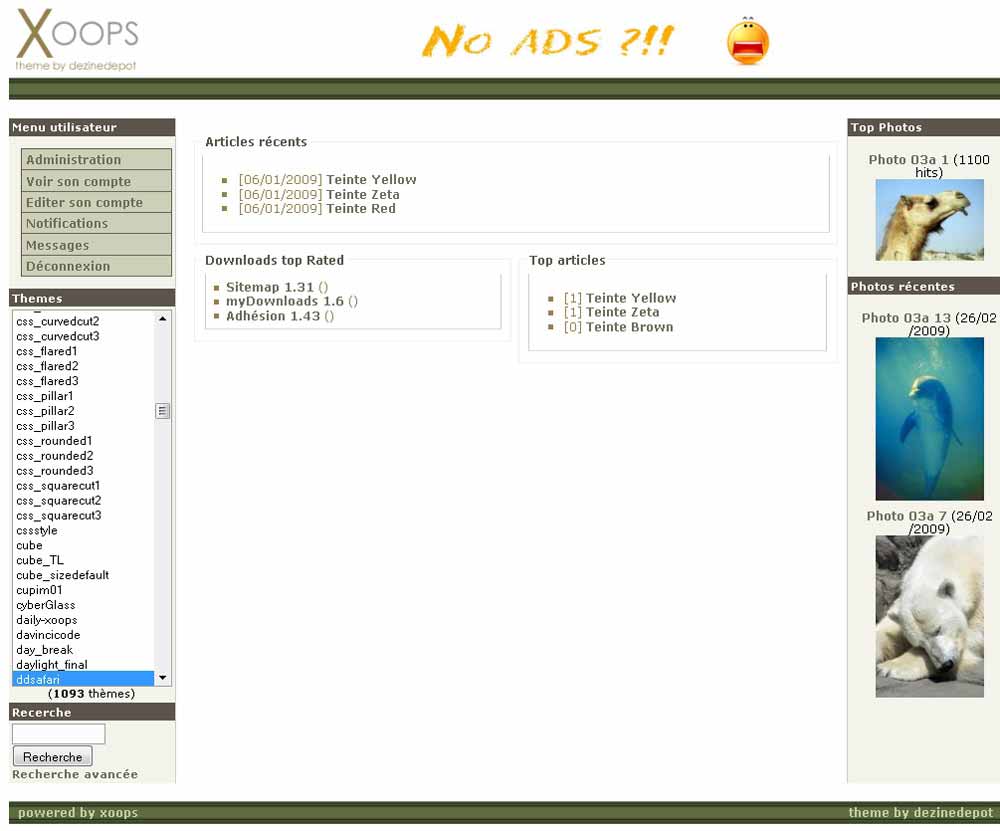 XOOPS
theme by dezinedepot
No ADS ?!!
Menu utilisateur
Administration
Voir son compte
Editer son compte
Notifications
Messages
Déconnexion
Themes
css_curvedcut2
css_curvedcut3
css_flared1
css_flared2
css_flared3
css_pillar1
css_pillar2
css_pillar3
css_rounded1
css_rounded2
css_rounded3
css_squarecut1
css_squarecut2
css_squarecut3
cssstyle
cube
cube_TL
cube_sizedefault
cupim01
cyberGlass
daily-xoops
davincicode
day_break
daylight_final
ddsafari
(1093 thèmes)
Recerche
Recherche
Recherche avancée
Articles récents
[06/01/2009] Teinte Yellow
[06/01/2009] Teinte Zeta
[06/01/2009] Teinte Red
Downloads top Rated
Sitemap 1.31 ()
myDownloads 1.6 ()
Adhésion 1.43 ()
Top articles
[1] Teinte Yellow
[1] Teinte Zeta
[0] Teinte Brown
Top Photos
Photo 03a 1 (1100
hits)
Photos récentes
Photo 03a 13 (26/02
/2009)
Photo 03a 7 (26/02
/2009)
powered by xoops
theme by dezinedepot